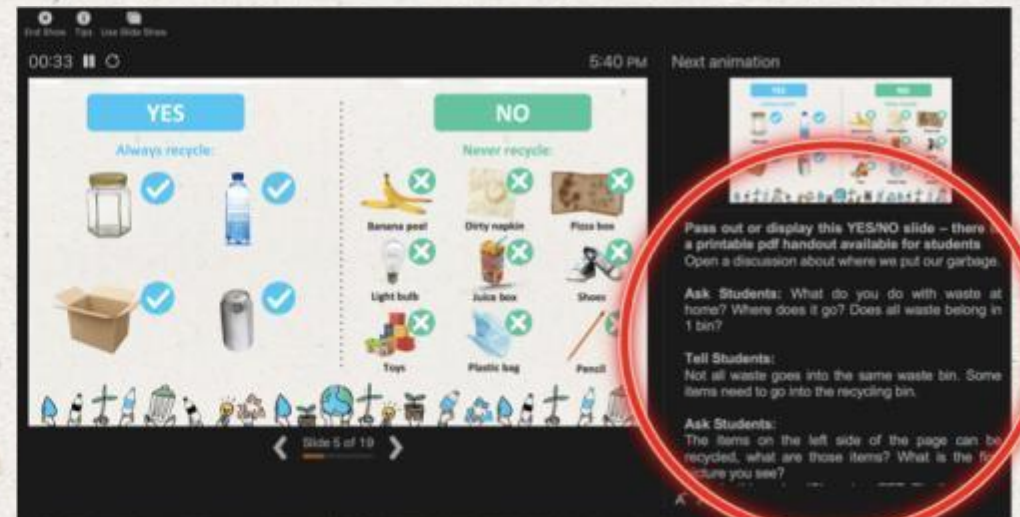 End Show Tips Use Slide Show
00:33
5:40 PM
Next animation
YES
NO
Always recycle:
Never recycle:
Banana peel
Dirty napkin
Pizza box
Light bulb
Juice box
Shoes
Toys
Plastic bag
Pencil
Slide 5 of 19
Pass out or display this YES/NO slide – there
a printable pdf handout available for students
Open a discussion about where we put our garbage.
Ask Students: What do you do with waste at
home? Where does it go? Does all waste belong in
1 bin?
Tell Students:
Not all waste goes into the same waste bin. Some
items need to go into the recycling bin.
Ask Students:
The items on the left side of the page can be
recycled, what are those items? What is the
picture you see?